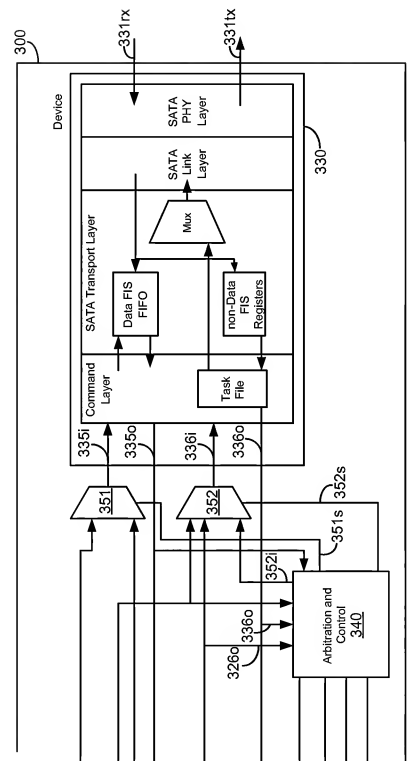 300
331rx
331tx
Device
SATA
PHY
Layer
330
SATA
Link
Layer
SATA Transport Layer
Mux
Data FIS
FIFO
non-Data
FIS
Registers
Command
Layer
Task
File
335i
335o
336i
336o
351
352
352s
351s
352i
336o
326o
Arbitration and
Control
340